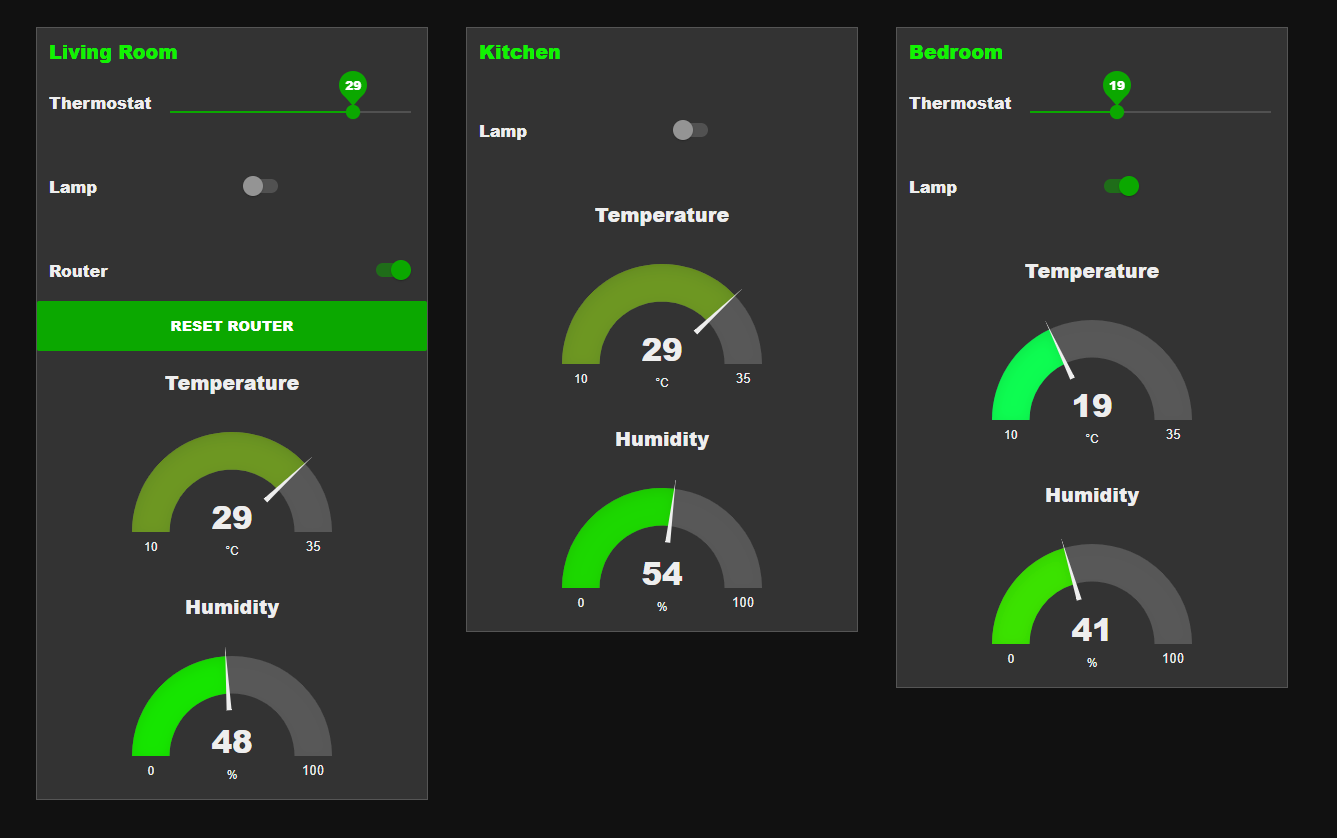 Living Room
29
Thermostat
Lamp
Router
RESET ROUTER
Temperature
29
10
°C
35
Humidity
48
0
%
100
Kitchen
Lamp
Temperature
29
10
°C
35
Humidity
54
0
%
100
Bedroom
19
Thermostat
Lamp
Temperature
19
10
°C
35
Humidity
41
0
%
100